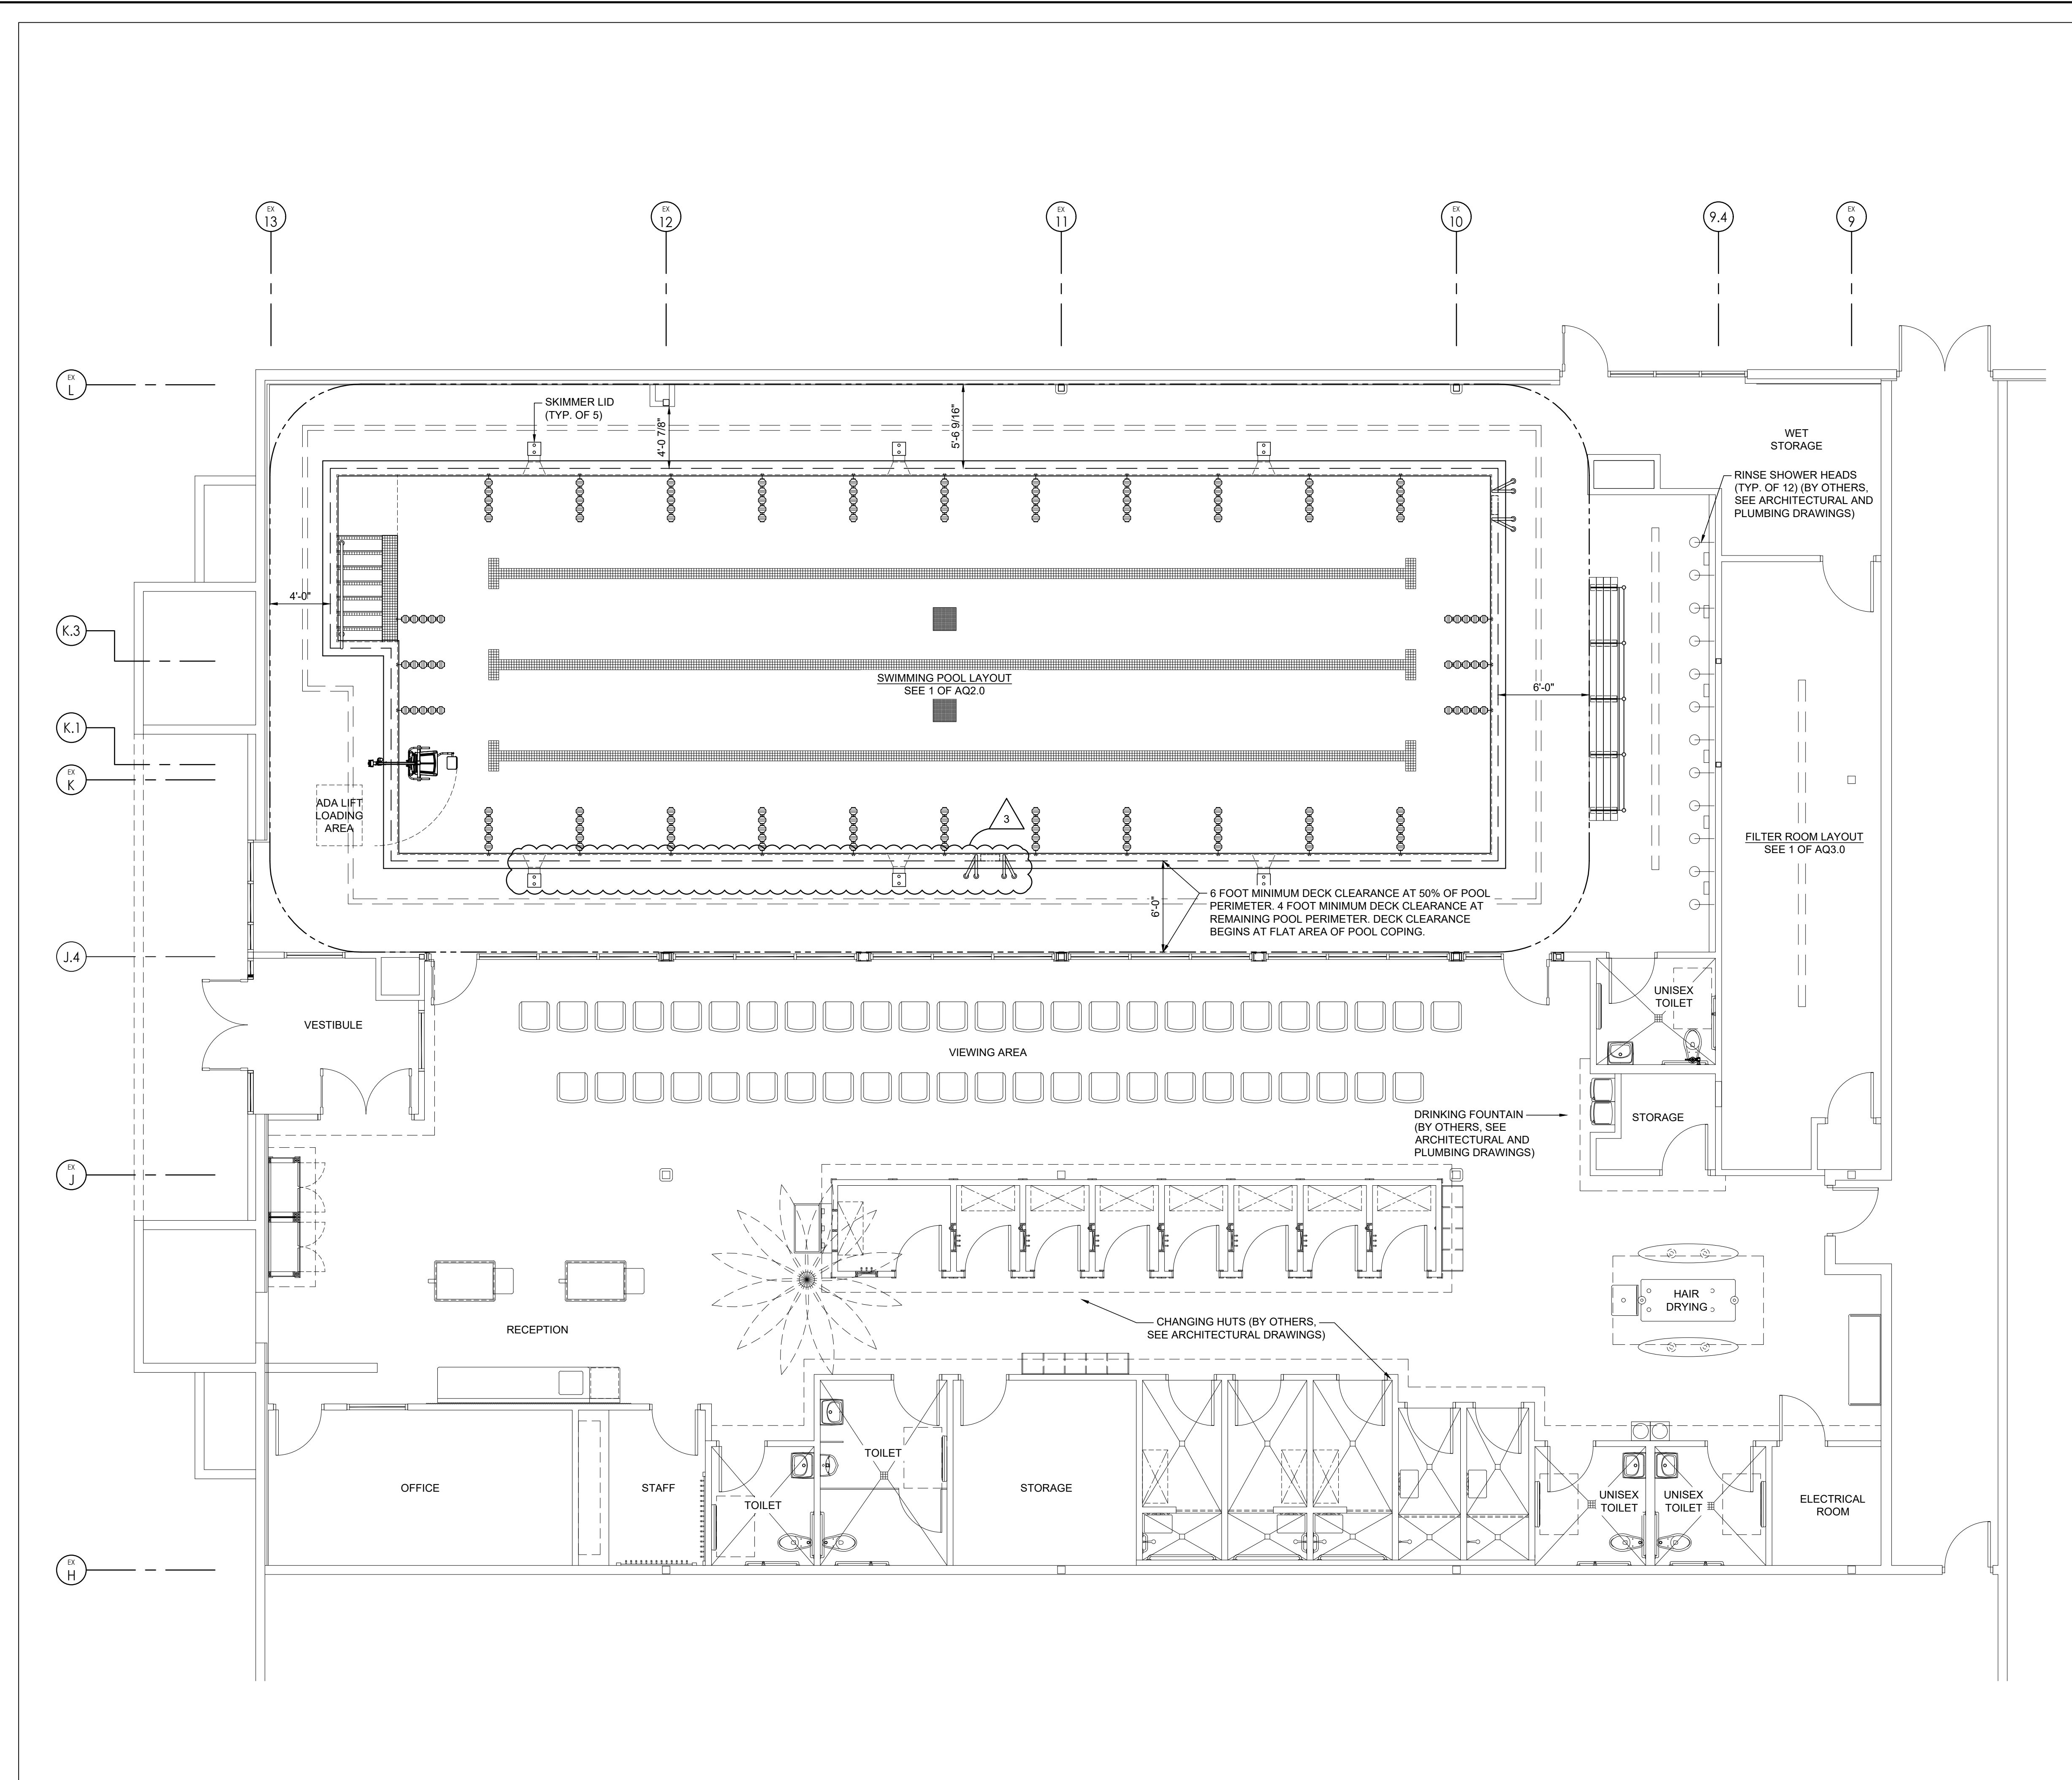 EX
13
EX
12
EX
11
EX
10
9.4
EX
9
EX
L
K.3
K.1
EX
K
J.4
EX
J
EX
H
SKIMMER LID
(TYP. OF 5)
4'-0 7/8"
5'-6 9/16"
WET
STORAGE
RINSE SHOWER HEADS
(TYP. OF 12) (BY OTHERS,
SEE ARCHITECTURAL AND
PLUMBING DRAWINGS)
4'-0"
SWIMMING POOL LAYOUT
SEE 1 OF AQ2.0
6'-0"
ADA LIFT
LOADING
AREA
3
FILTER ROOM LAYOUT
SEE 1 OF AQ3.0
6'-0"
6 FOOT MINIMUM DECK CLEARANCE AT 50% OF POOL
PERIMETER. 4 FOOT MINIMUM DECK CLEARANCE AT
REMAINING POOL PERIMETER. DECK CLEARANCE
BEGINS AT FLAT AREA OF POOL COPING.
VESTIBULE
UNISEX
TOILET
VIEWING AREA
DRINKING FOUNTAIN
(BY OTHERS, SEE
ARCHITECTURAL AND
PLUMBING DRAWINGS)
STORAGE
HAIR
DRYING
RECEPTION
CHANGING HUTS (BY OTHERS,
SEE ARCHITECTURAL DRAWINGS)
OFFICE
STAFF
TOILET
TOILET
STORAGE
UNISEX
TOILET
UNISEX
TOILET
ELECTRICAL
ROOM